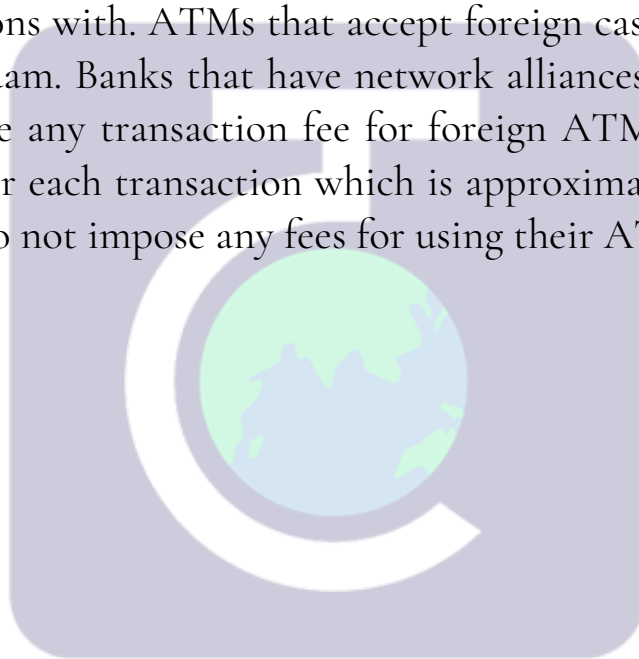 ons with. ATMs that accept foreign cas
am. Banks that have network alliances
e any transaction fee for foreign ATM
r each transaction which is approxima
o not impose any fees for using their AT